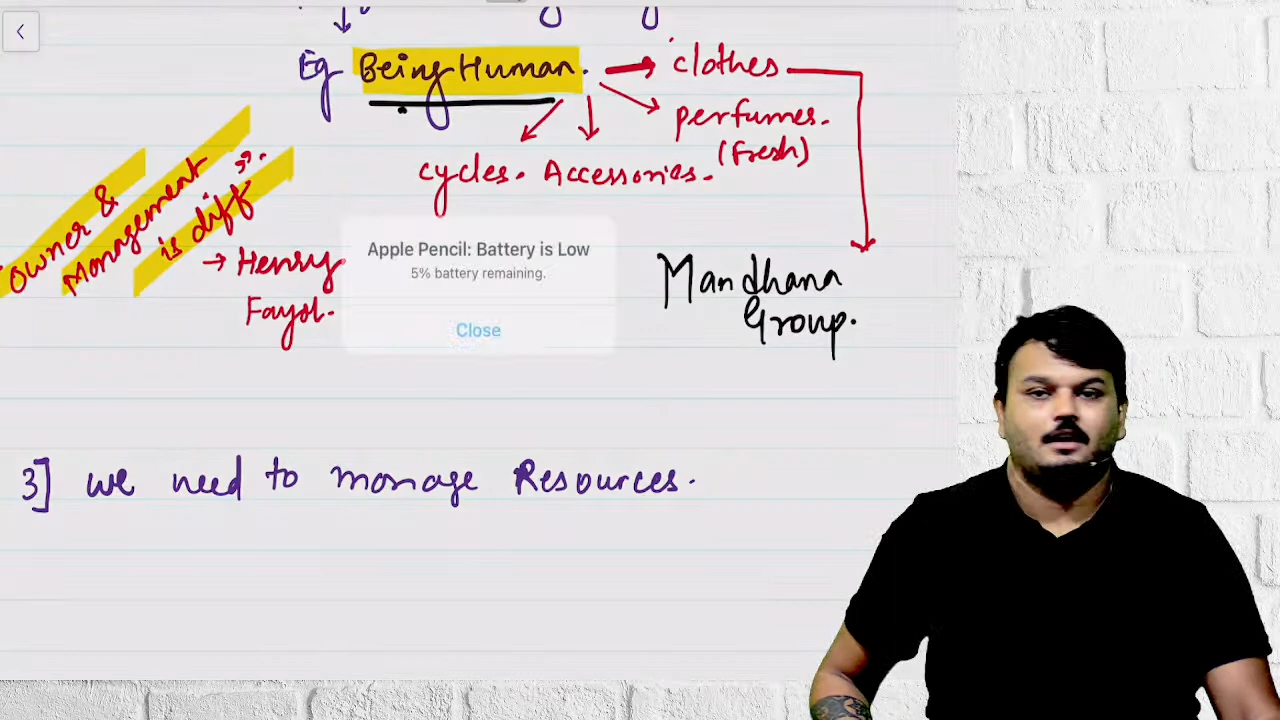 Eg Being Human. → clothes
perfumes.
(Fresh)
cycles. Accessories.
Owner &
Management
is diff".
→ Henry
Fayol.
Apple Pencil: Battery is Low
5% battery remaining.
Close
Mandhana
Group.
3] we need to manage Resources.